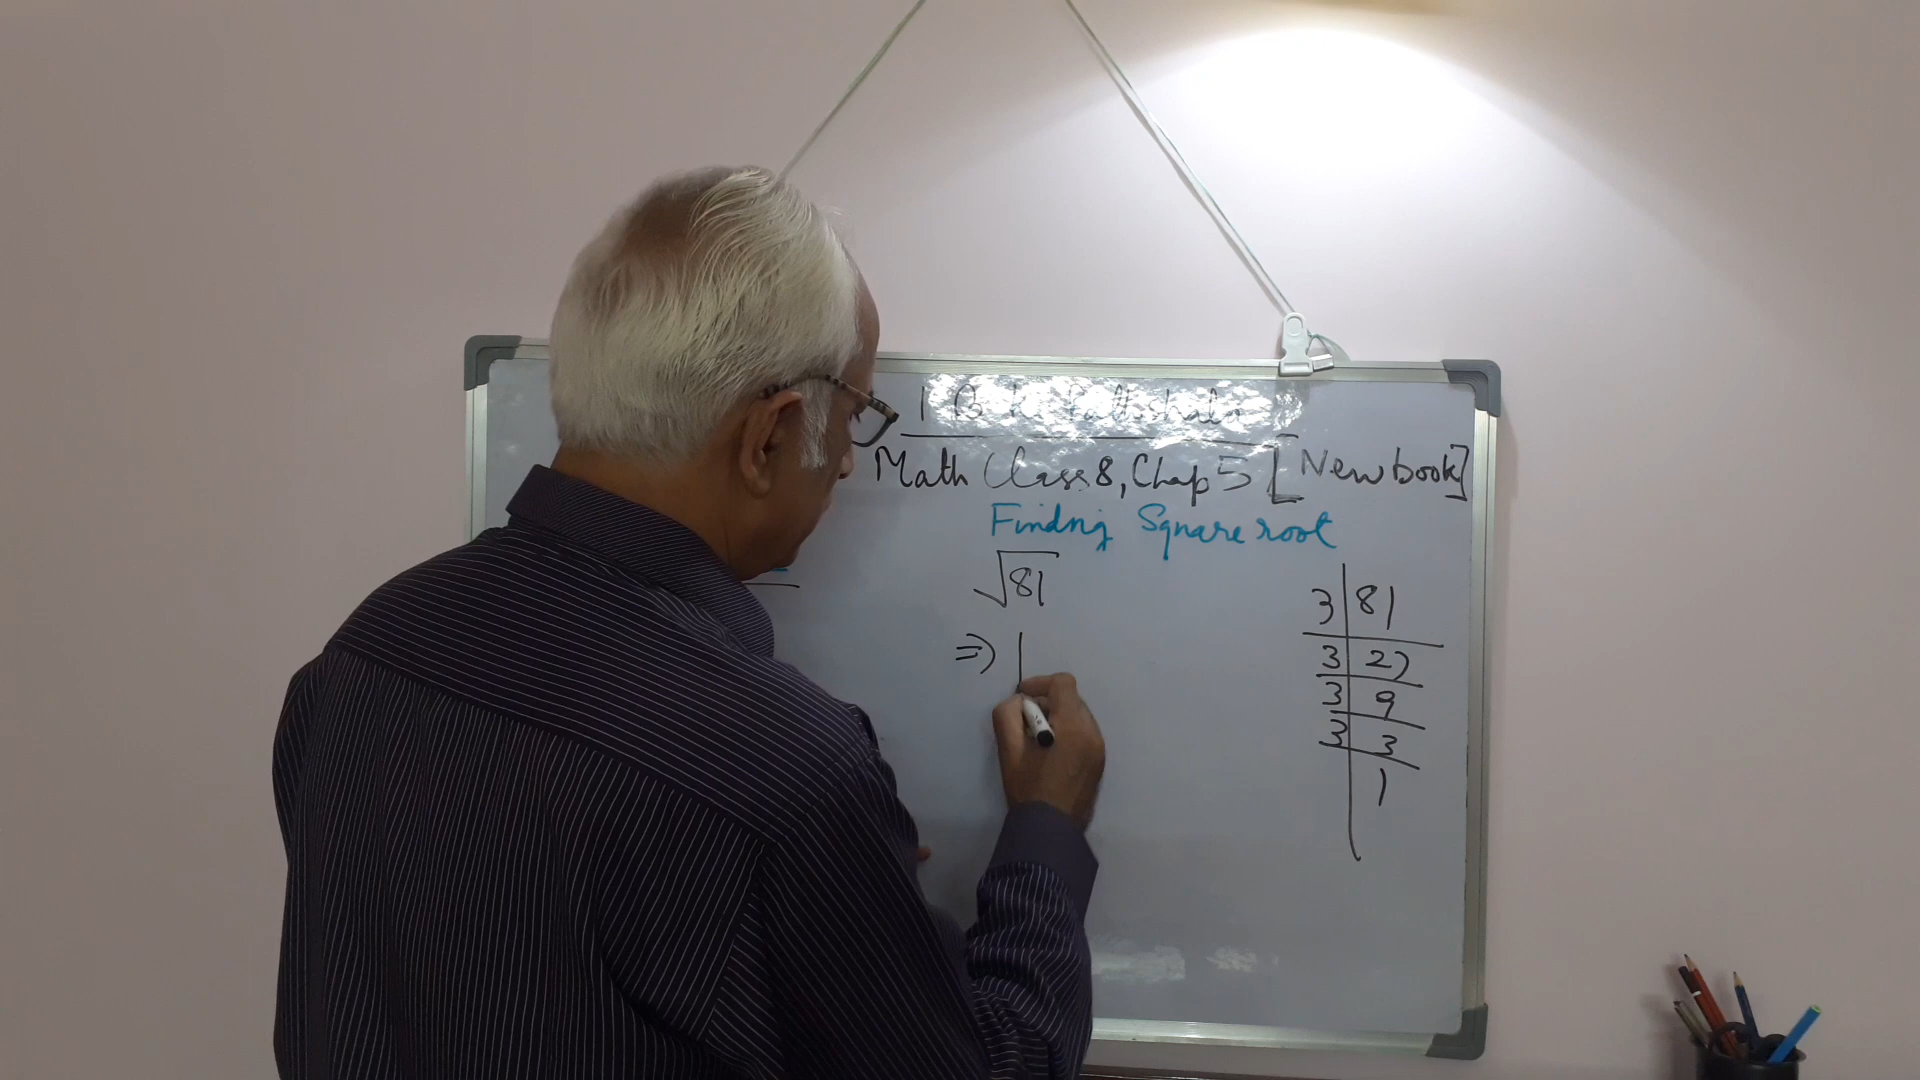 Pathshala
Math Class 8, Chap 5 [New book]
Finding Square root
√81
⇒
3 | 81
3 | 27
3 | 9
3 | 3
1